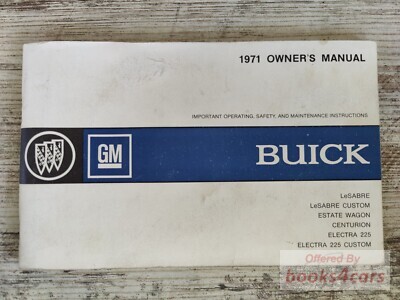 1971 OWNER'S MANUAL
IMPORTANT OPERATING, SAFETY, AND MAINTENANCE INSTRUCTIONS
GM
BUICK
LeSABRE
LeSABRE CUSTOM
ESTATE WAGON
CENTURION
ELECTRA 225
ELECTRA 225 CUSTOM
Offered By
books4cars